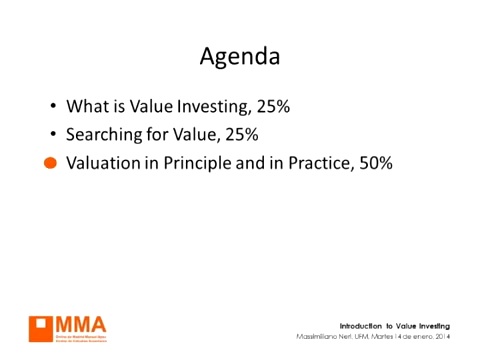 Agenda
• What is Value Investing, 25%
• Searching for Value, 25%
Valuation in Principle and in Practice, 50%
MMA
Introduction to Value Investing
Massimiliano Neri, UFM, Martes 14 de enero, 2014